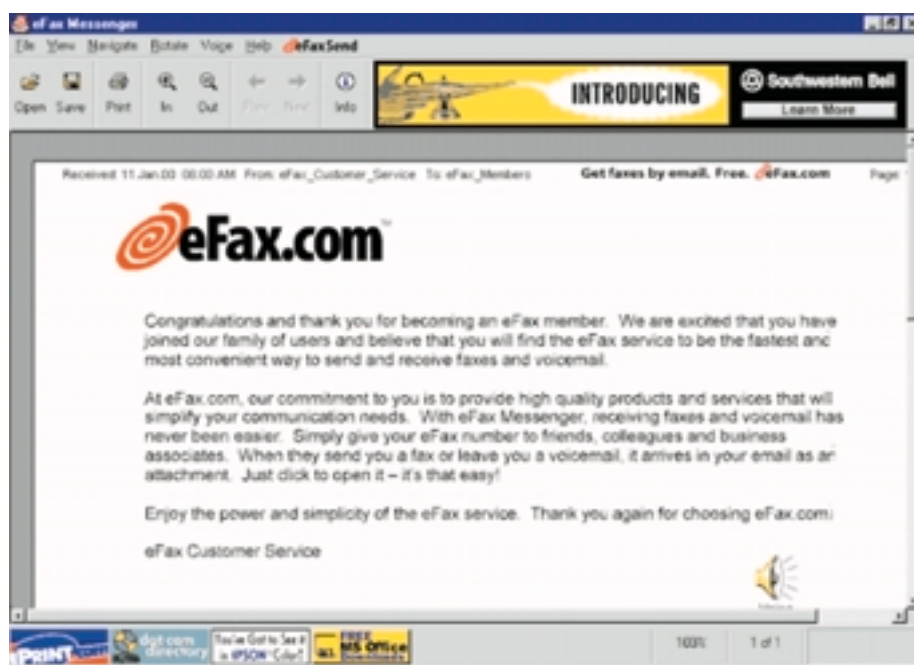 eFax Messenger
File View Navigate Rotate Voice Help eFaxSend
Open Save Print In Out Prev Next Info
INTRODUCING
Southwestern Bell
Learn More
Received 11.Jan.00 08:00 AM From: eFax_Customer_Service To: eFax_Members Get faxes by email. Free. eFax.com Page
eFax.com™
Congratulations and thank you for becoming an eFax member. We are excited that you have
joined our family of users and believe that you will find the eFax service to be the fastest and
most convenient way to send and receive faxes and voicemail.
At eFax.com, our commitment to you is to provide high quality products and services that will
simplify your communication needs. With eFax Messenger, receiving faxes and voicemail has
never been easier. Simply give your eFax number to friends, colleagues and business
associates. When they send you a fax or leave you a voicemail, it arrives in your email as an
attachment. Just click to open it – it's that easy!
Enjoy the power and simplicity of the eFax service. Thank you again for choosing eFax.com
eFax Customer Service
iPRINT.com
dgt com
directory
You've Got to See it
in EPSON Color!
FREE
MS Office
Downloads
100% 1 of 1